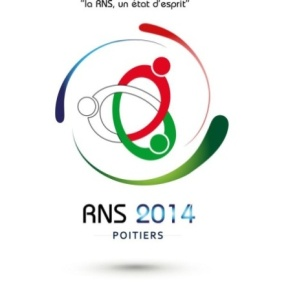 "la RNS, un état d'esprit"
RNS 2014
POITIERS